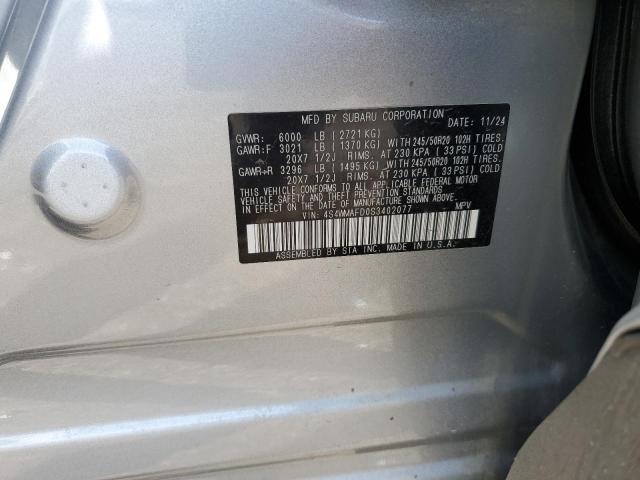 MFD BY SUBARU CORPORATION DATE: 11/24
GVWR: 6000 LB (2721 KG)
GAWR:F 3021 LB (1370 KG) WITH 245/50R20 102H TIRES.
20X7 1/2J RIMS. AT 230 KPA (33 PSI) COLD
GAWR:R 3296 LB (1495 KG) WITH 245/50R20 102H TIRES.
20X7 1/2J RIMS. AT 230 KPA (33 PSI) COLD
THIS VEHICLE CONFORMS TO ALL APPLICABLE FEDERAL MOTOR
VEHICLE SAFETY, BUMPER, AND THEFT PREVENTION STANDARDS
IN EFFECT ON THE DATE OF MANUFACTURE SHOWN ABOVE.
VIN: 4S4WMAFD0S3402077 MPV
ASSEMBLED BY SIA INC. MADE IN U.S.A.